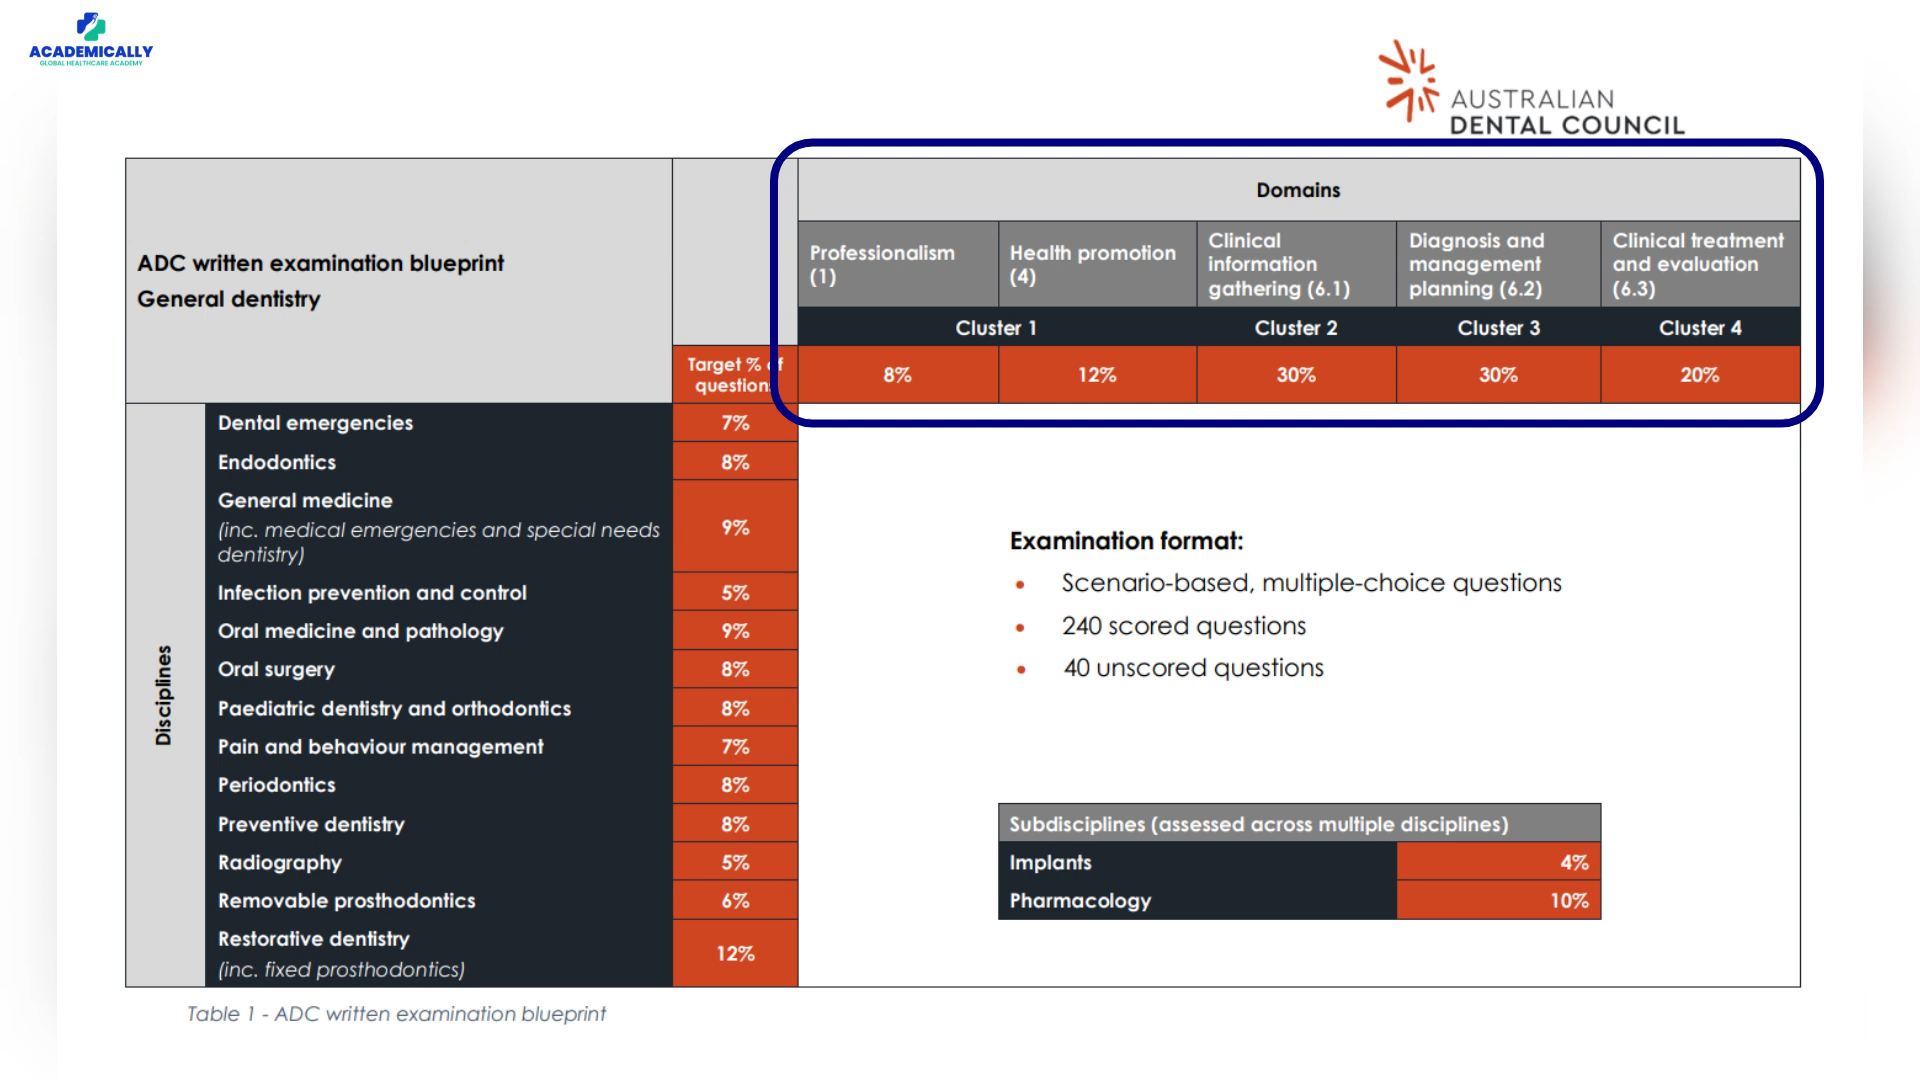 ACADEMICALLY
GLOBAL HEALTHCARE ACADEMY
AUSTRALIAN
DENTAL COUNCIL
ADC written examination blueprint
General dentistry
Domains
Professionalism
(1)
Health promotion
(4)
Clinical
information
gathering (6.1)
Diagnosis and
management
planning (6.2)
Clinical treatment
and evaluation
(6.3)
Cluster 1
Cluster 2
Cluster 3
Cluster 4
Target % of
questions
8%
12%
30%
30%
20%
Disciplines
Dental emergencies
7%
Endodontics
8%
General medicine
(inc. medical emergencies and special needs
dentistry)
9%
Infection prevention and control
5%
Oral medicine and pathology
9%
Oral surgery
8%
Paediatric dentistry and orthodontics
8%
Pain and behaviour management
7%
Periodontics
8%
Preventive dentistry
8%
Radiography
5%
Removable prosthodontics
6%
Restorative dentistry
(inc. fixed prosthodontics)
12%
Examination format:
• Scenario-based, multiple-choice questions
• 240 scored questions
• 40 unscored questions
Subdisciplines (assessed across multiple disciplines)
Implants
4%
Pharmacology
10%
Table 1 - ADC written examination blueprint